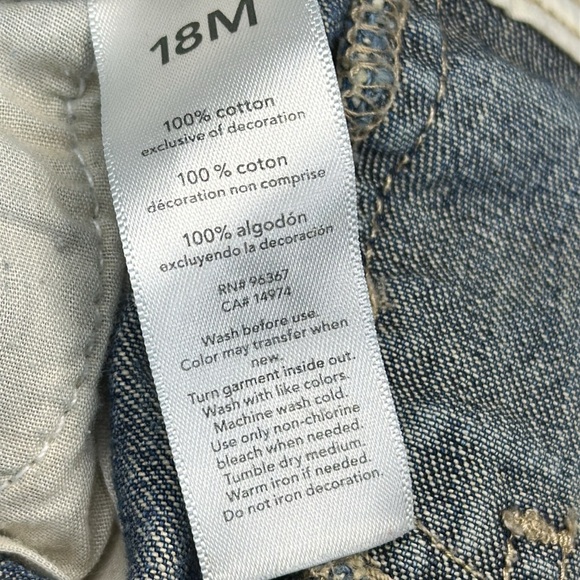 18M
100% cotton
exclusive of decoration
100 % coton
décoration non comprise
100% algodón
excluyendo la decoración
RN# 96367
CA# 14974
Wash before use.
Color may transfer when
new.
Turn garment inside out.
Wash with like colors.
Machine wash cold.
Use only non-chlorine
bleach when needed.
Tumble dry medium.
Warm iron if needed.
Do not iron decoration.